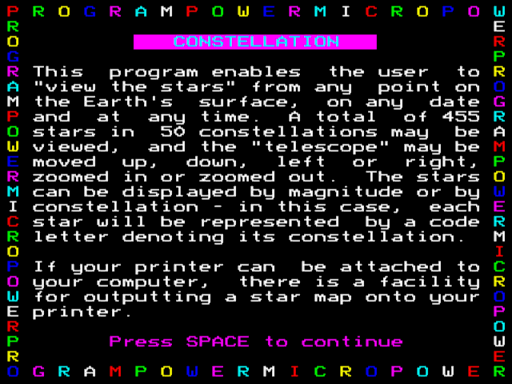 PROGRAMPOWERMICROPOW
CONSTELLATION
This program enables the user to
"view the stars" from any point on
the Earth's surface, on any date
and at any time. A total of 455
stars in 50 constellations may be
viewed, and the "telescope" may be
moved up, down, left or right,
zoomed in or zoomed out. The stars
can be displayed by magnitude or by
constellation - in this case, each
star will be represented by a code
letter denoting its constellation.
If your printer can be attached to
your computer, there is a facility
for outputting a star map onto your
printer.
Press SPACE to continue
ROGRAMPOWERMICROPOWERPRO
ERPROGRAMPOWERMICROPOWER
OGRAMPOWERMICROPOWER